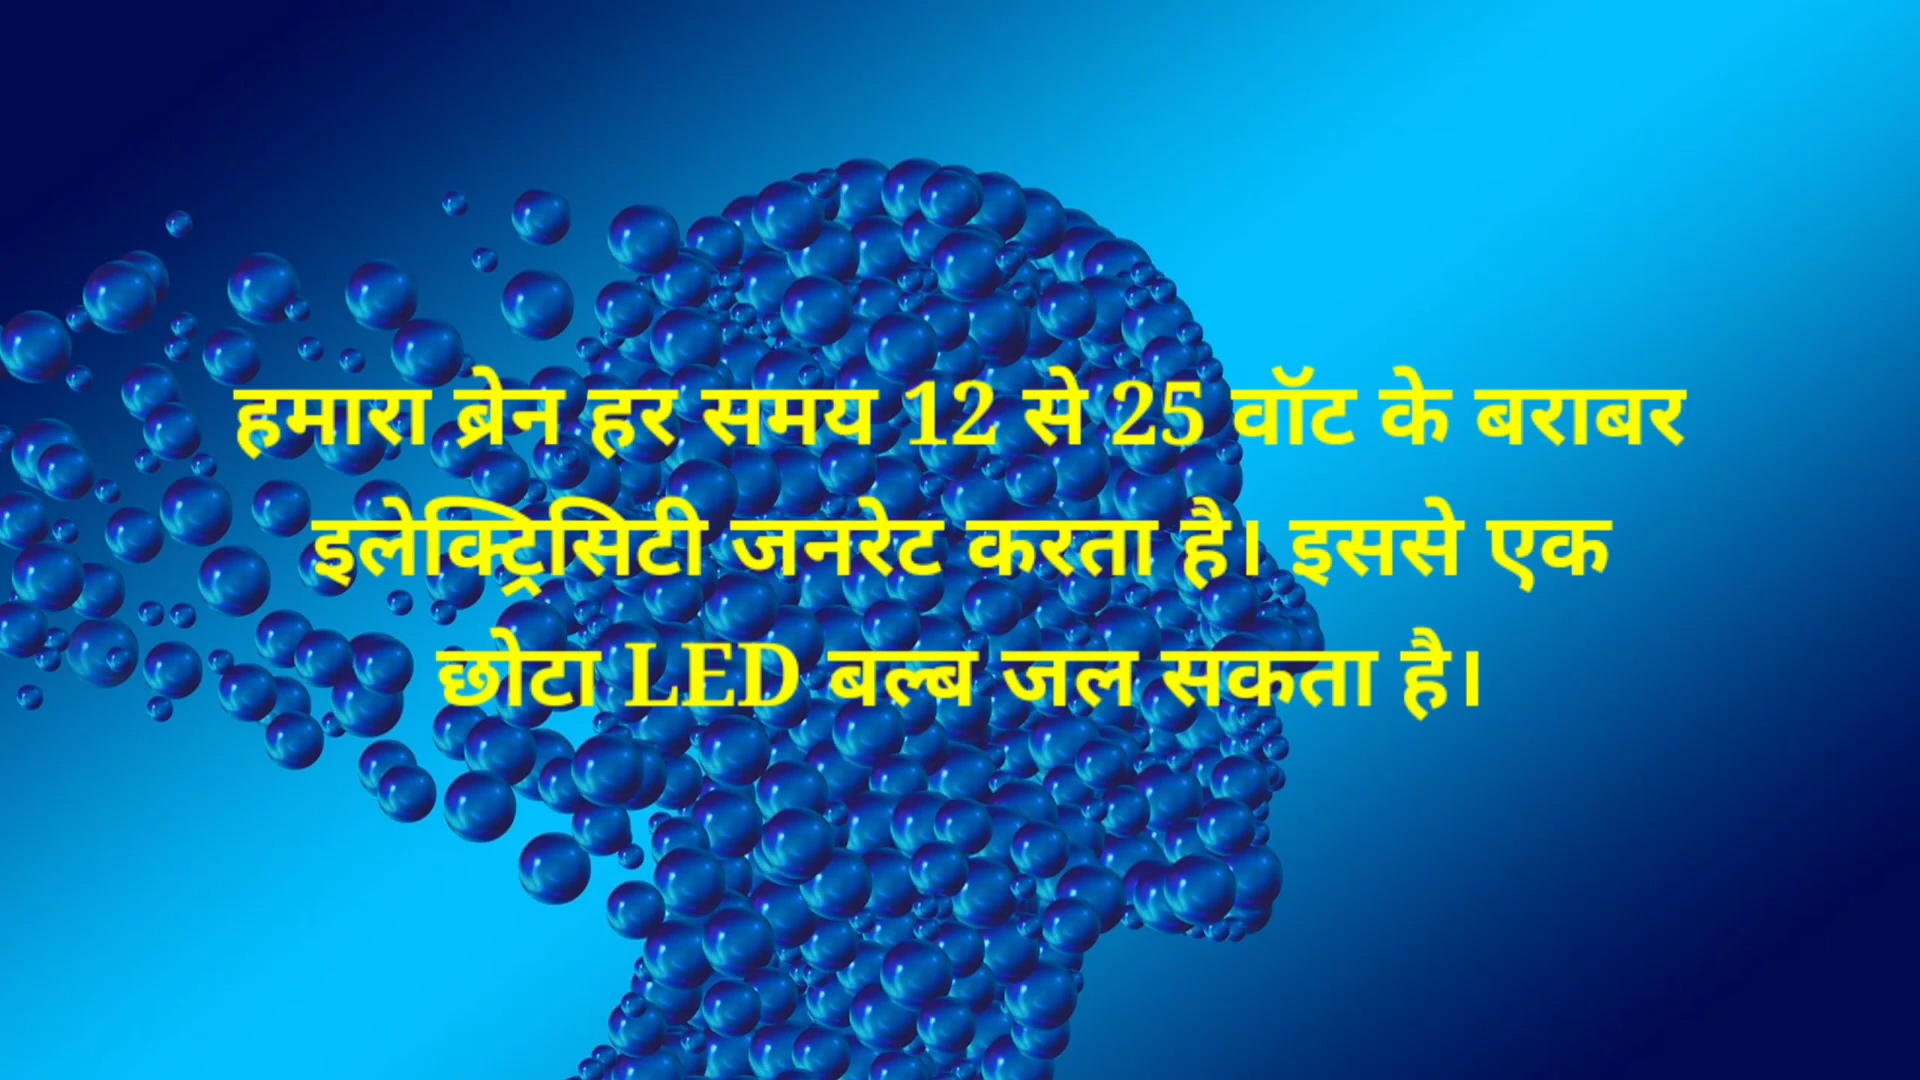 हमारा ब्रेन हर समय 12 से 25 वॉट के बराबर
इलेक्ट्रिसिटी जनरेट करता है। इससे एक
छोटा LED बल्ब जल सकता है।